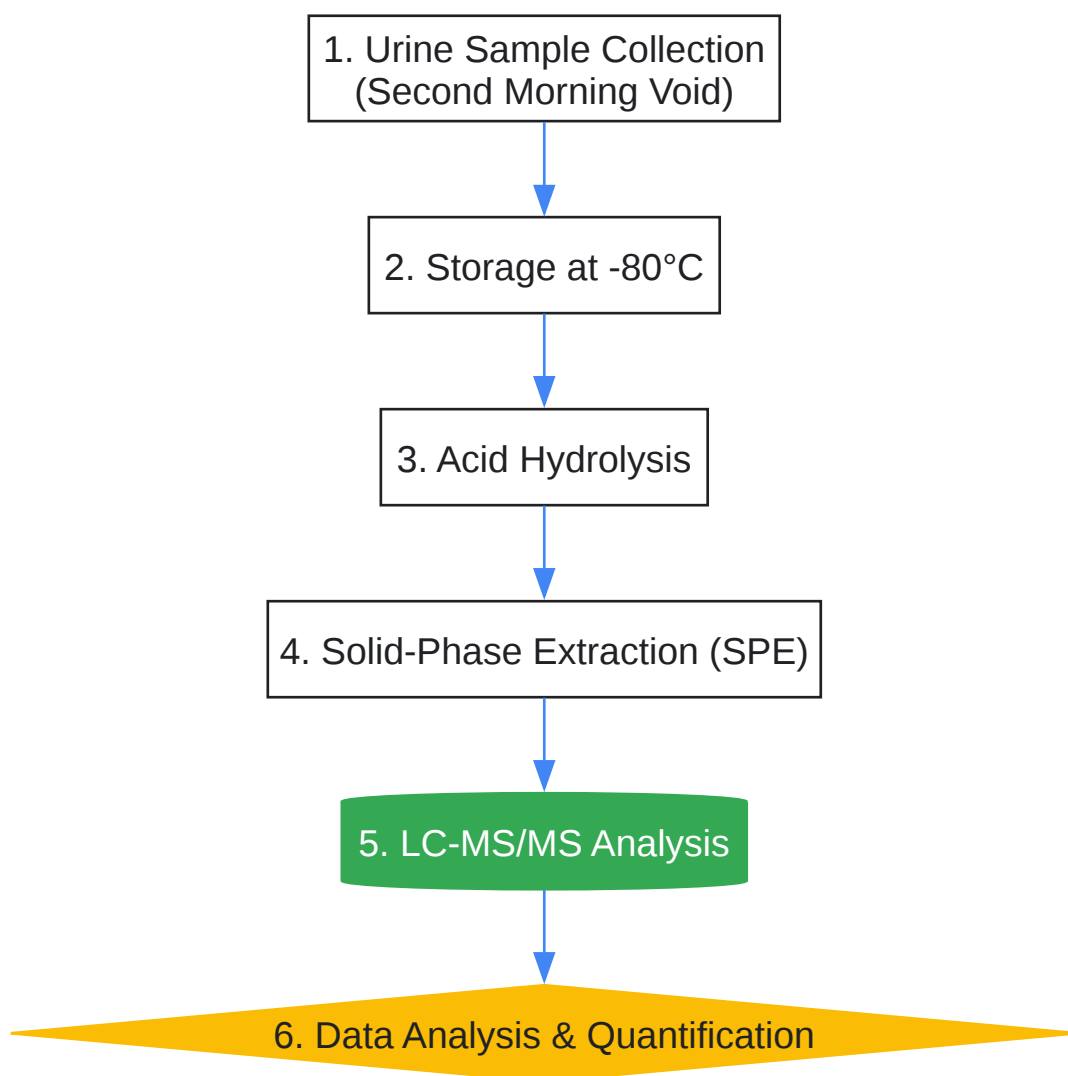 1. Urine Sample Collection
(Second Morning Void)
2. Storage at -80°C
3. Acid Hydrolysis
4. Solid-Phase Extraction (SPE)
5. LC-MS/MS Analysis
6. Data Analysis & Quantification